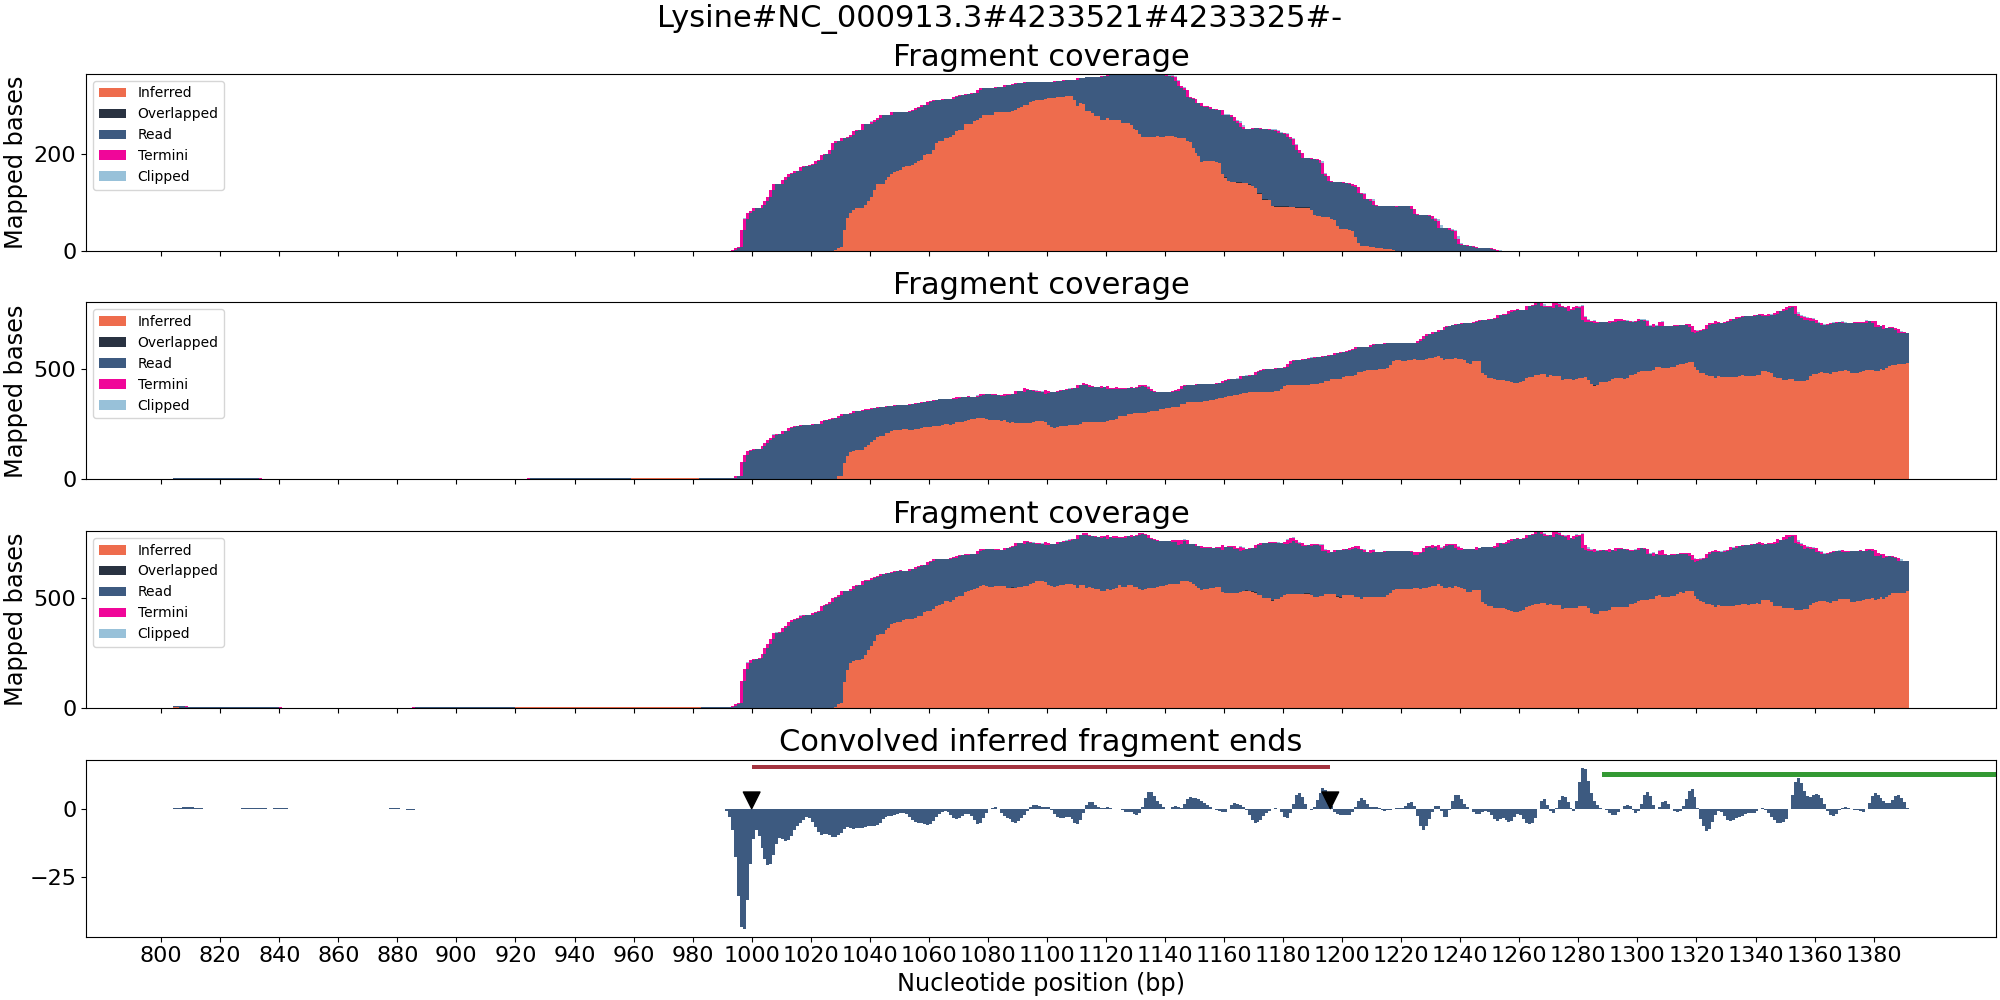 Lysine#NC_000913.3#4233521#4233325#-
Fragment coverage
Mapped bases
200
0
Inferred
Overlapped
Read
Termini
Clipped
Fragment coverage
Mapped bases
500
0
Inferred
Overlapped
Read
Termini
Clipped
Fragment coverage
Mapped bases
500
0
Inferred
Overlapped
Read
Termini
Clipped
Convolved inferred fragment ends
0
−25
800 820 840 860 880 900 920 940 960 980 1000 1020 1040 1060 1080 1100 1120 1140 1160 1180 1200 1220 1240 1260 1280 1300 1320 1340 1360 1380
Nucleotide position (bp)